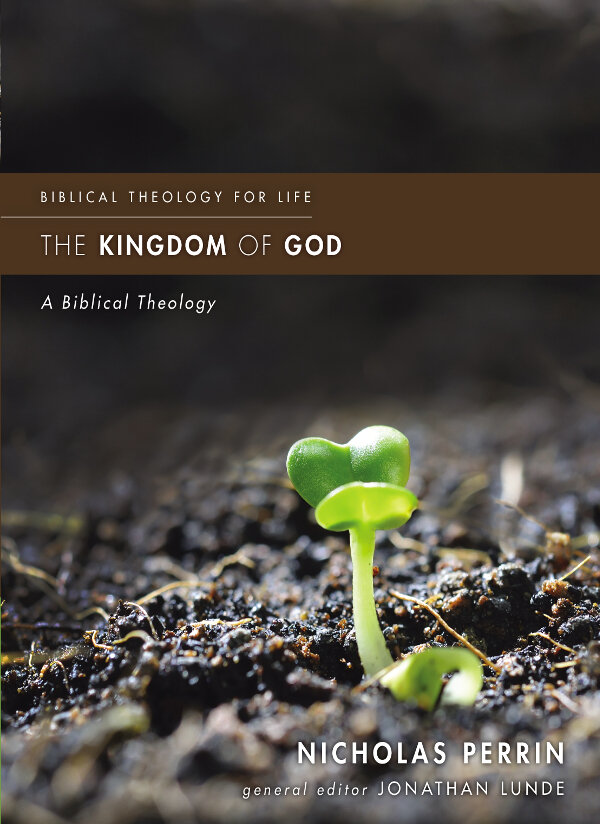 BIBLICAL THEOLOGY FOR LIFE
THE KINGDOM OF GOD
A Biblical Theology
NICHOLAS PERRIN
general editor JONATHAN LUNDE